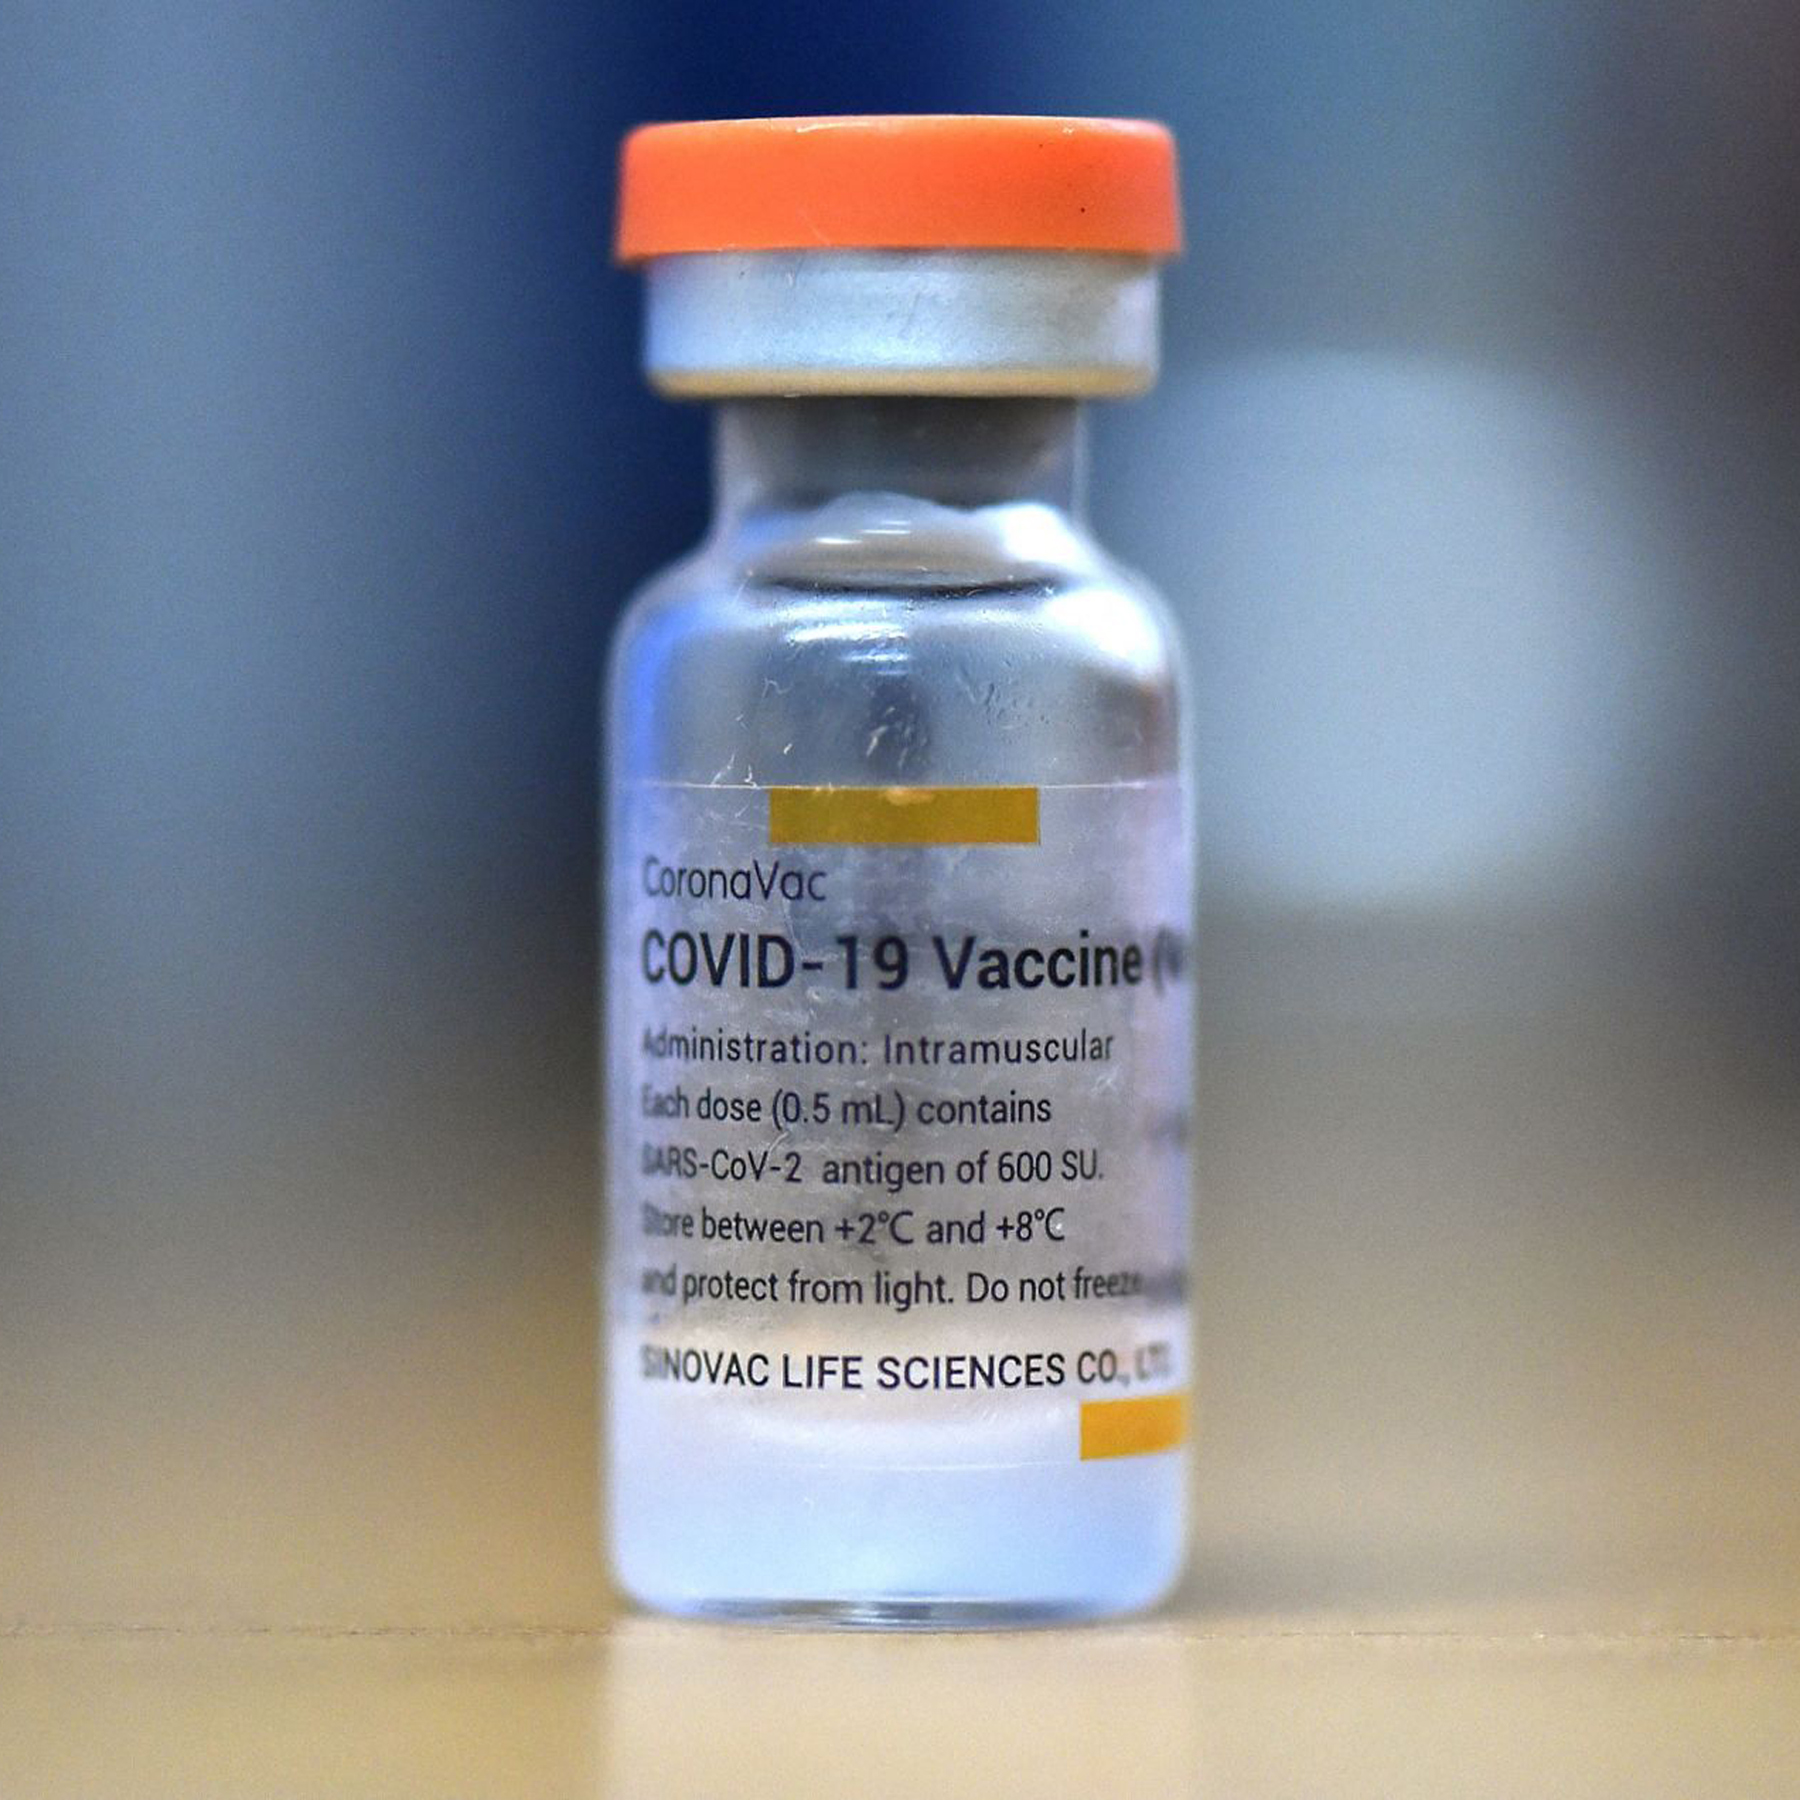 CoronaVac
COVID-19 Vaccine
Administration: Intramuscular
Each dose (0.5 mL) contains
SARS-CoV-2 antigen of 600 SU.
Store between +2°C and +8°C
and protect from light. Do not freeze
SINOVAC LIFE SCIENCES CO., LTD